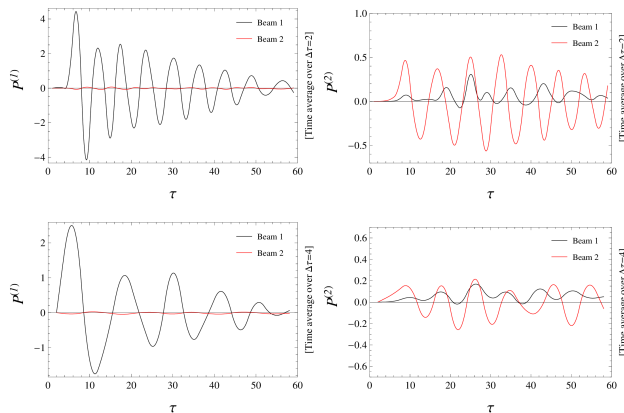 4
2
0
−2
−4
0 10 20 30 40 50 60
p(1)
τ
Beam 1
Beam 2
[Time average over Δτ=2]
1.0
0.5
0.0
−0.5
0 10 20 30 40 50 60
p(2)
τ
Beam 1
Beam 2
[Time average over Δτ=2]
2
1
0
−1
0 10 20 30 40 50 60
p(1)
τ
Beam 1
Beam 2
[Time average over Δτ=4]
0.6
0.4
0.2
0.0
−0.2
−0.4
−0.6
0 10 20 30 40 50 60
p(2)
τ
Beam 1
Beam 2
[Time average over Δτ=4]